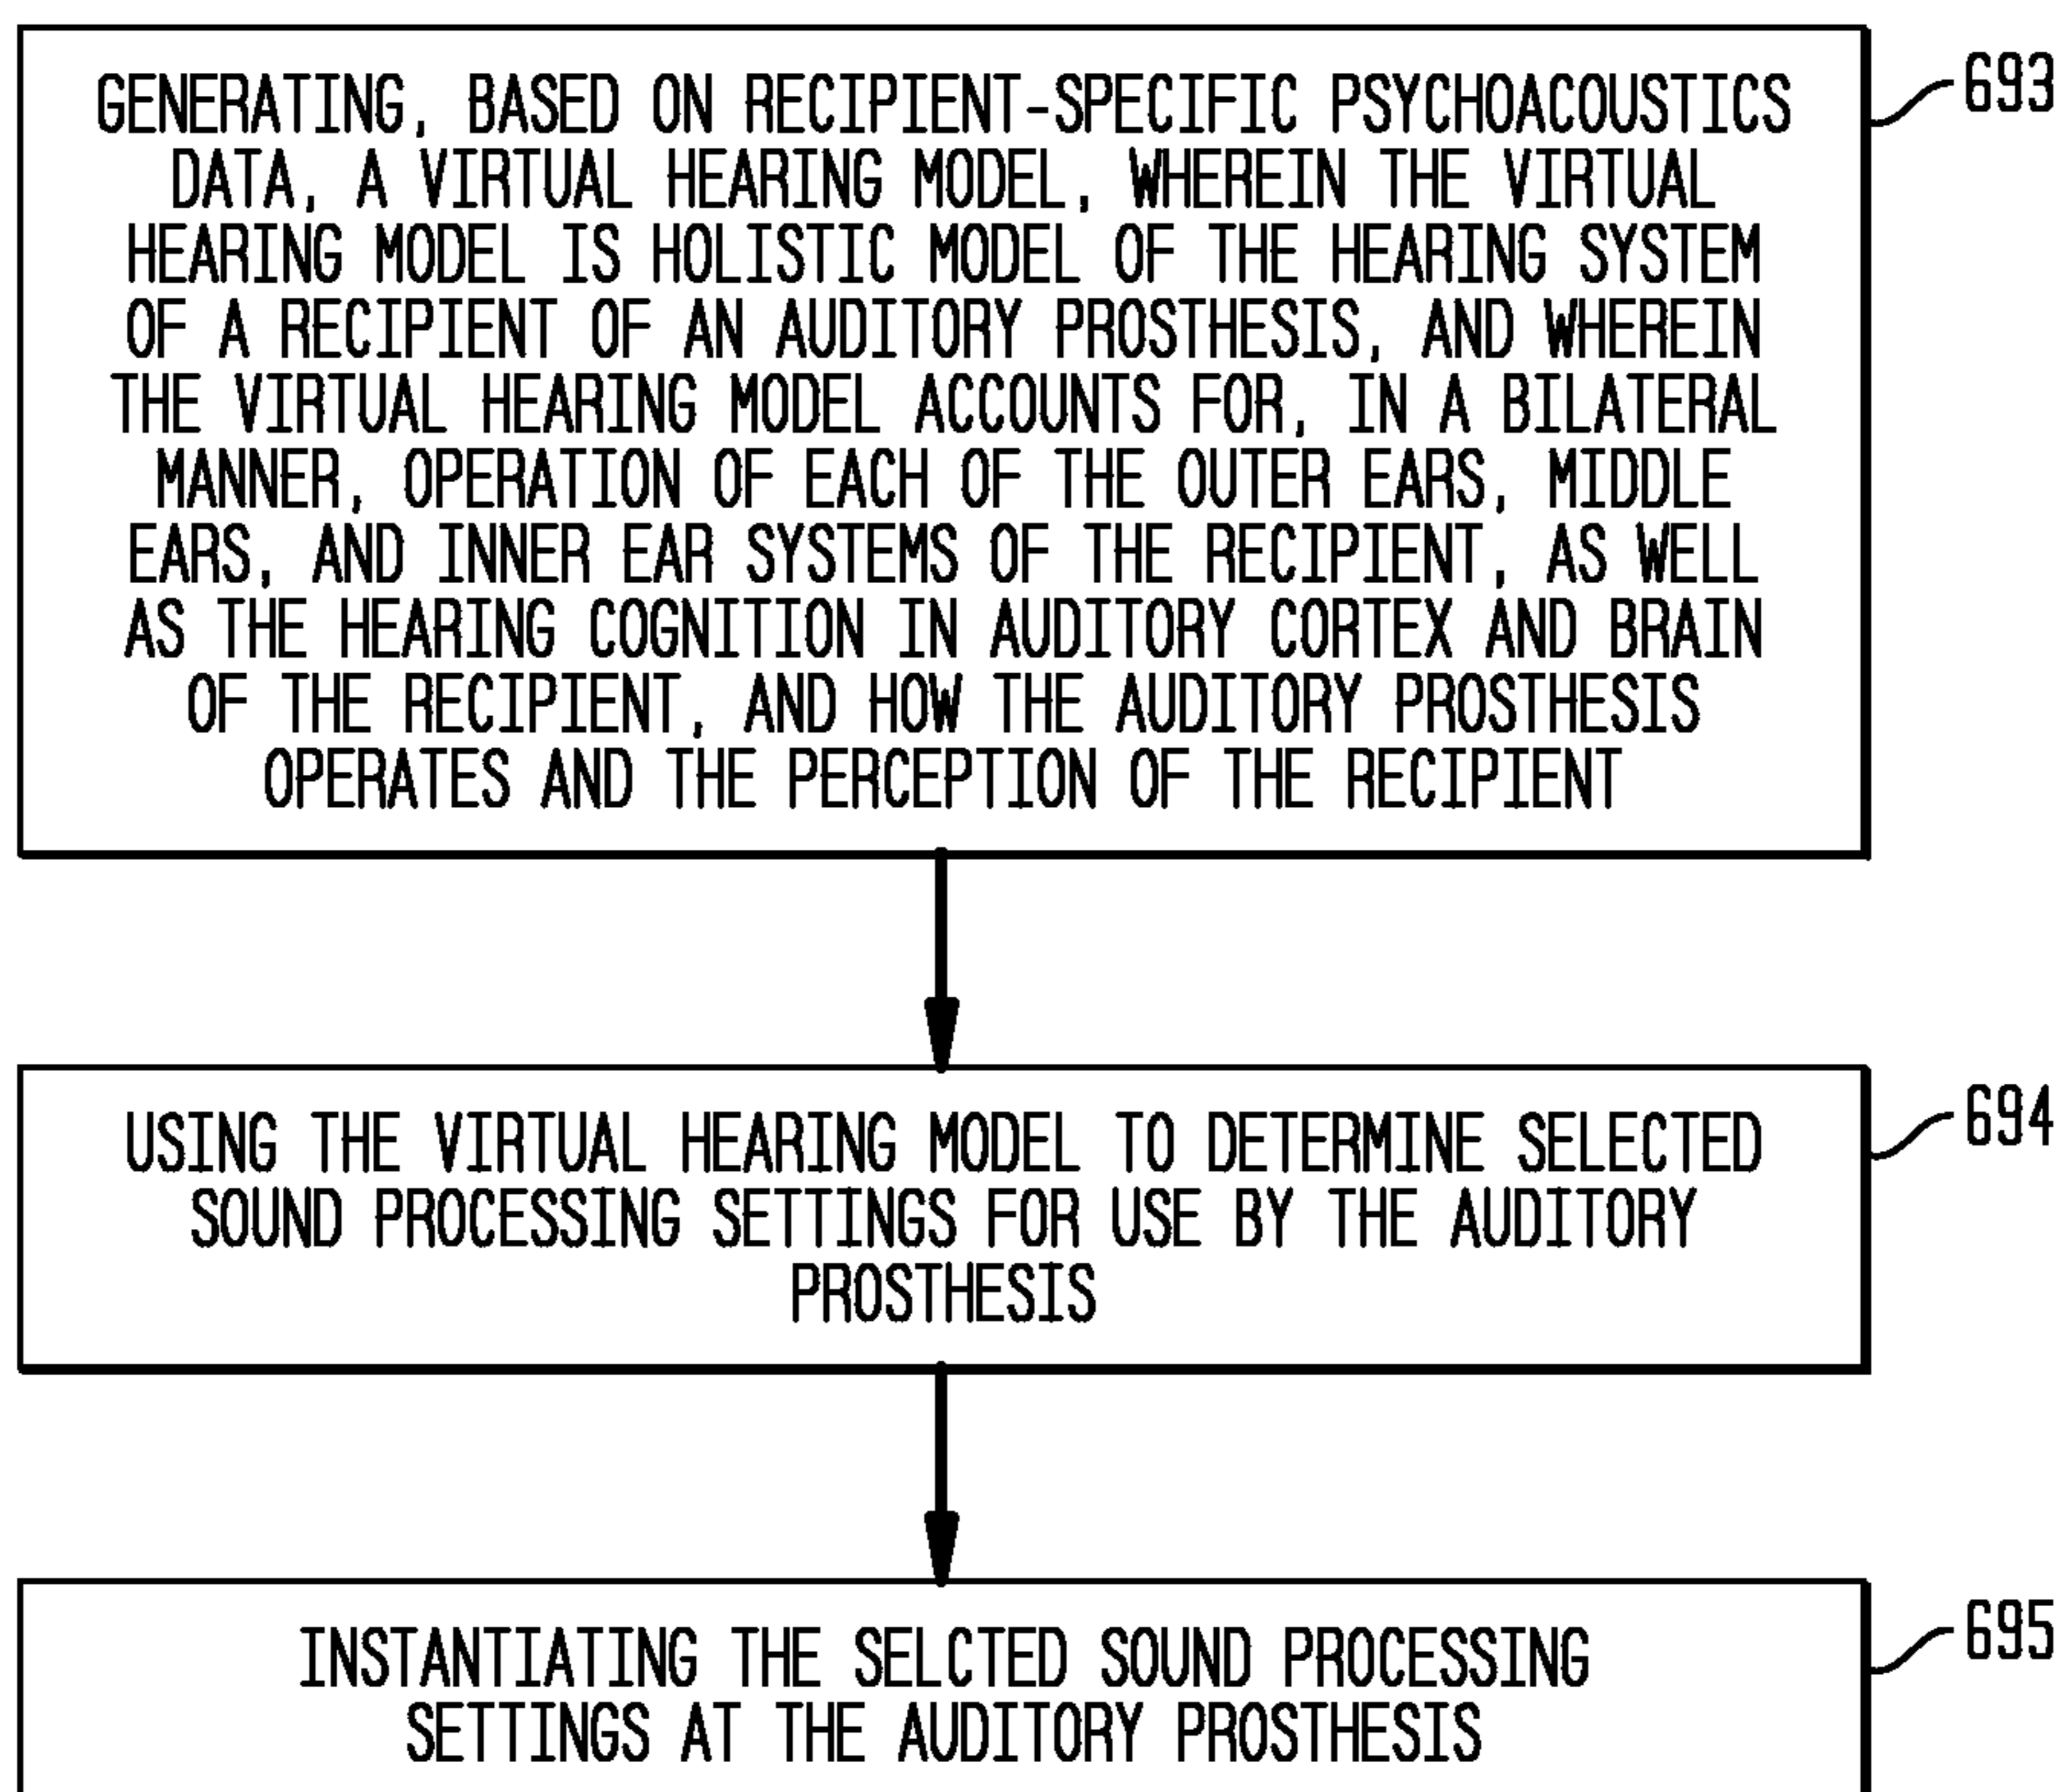 GENERATING, BASED ON RECIPIENT-SPECIFIC PSYCHOACOUSTICS
DATA, A VIRTUAL HEARING MODEL, WHEREIN THE VIRTUAL
HEARING MODEL IS HOLISTIC MODEL OF THE HEARING SYSTEM
OF A RECIPIENT OF AN AUDITORY PROSTHESIS, AND WHEREIN
THE VIRTUAL HEARING MODEL ACCOUNTS FOR, IN A BILATERAL
MANNER, OPERATION OF EACH OF THE OUTER EARS, MIDDLE
EARS, AND INNER EAR SYSTEMS OF THE RECIPIENT, AS WELL
AS THE HEARING COGNITION IN AUDITORY CORTEX AND BRAIN
OF THE RECIPIENT, AND HOW THE AUDITORY PROSTHESIS
OPERATES AND THE PERCEPTION OF THE RECIPIENT
693
USING THE VIRTUAL HEARING MODEL TO DETERMINE SELECTED
SOUND PROCESSING SETTINGS FOR USE BY THE AUDITORY
PROSTHESIS
694
INSTANTIATING THE SELCTED SOUND PROCESSING
SETTINGS AT THE AUDITORY PROSTHESIS
695